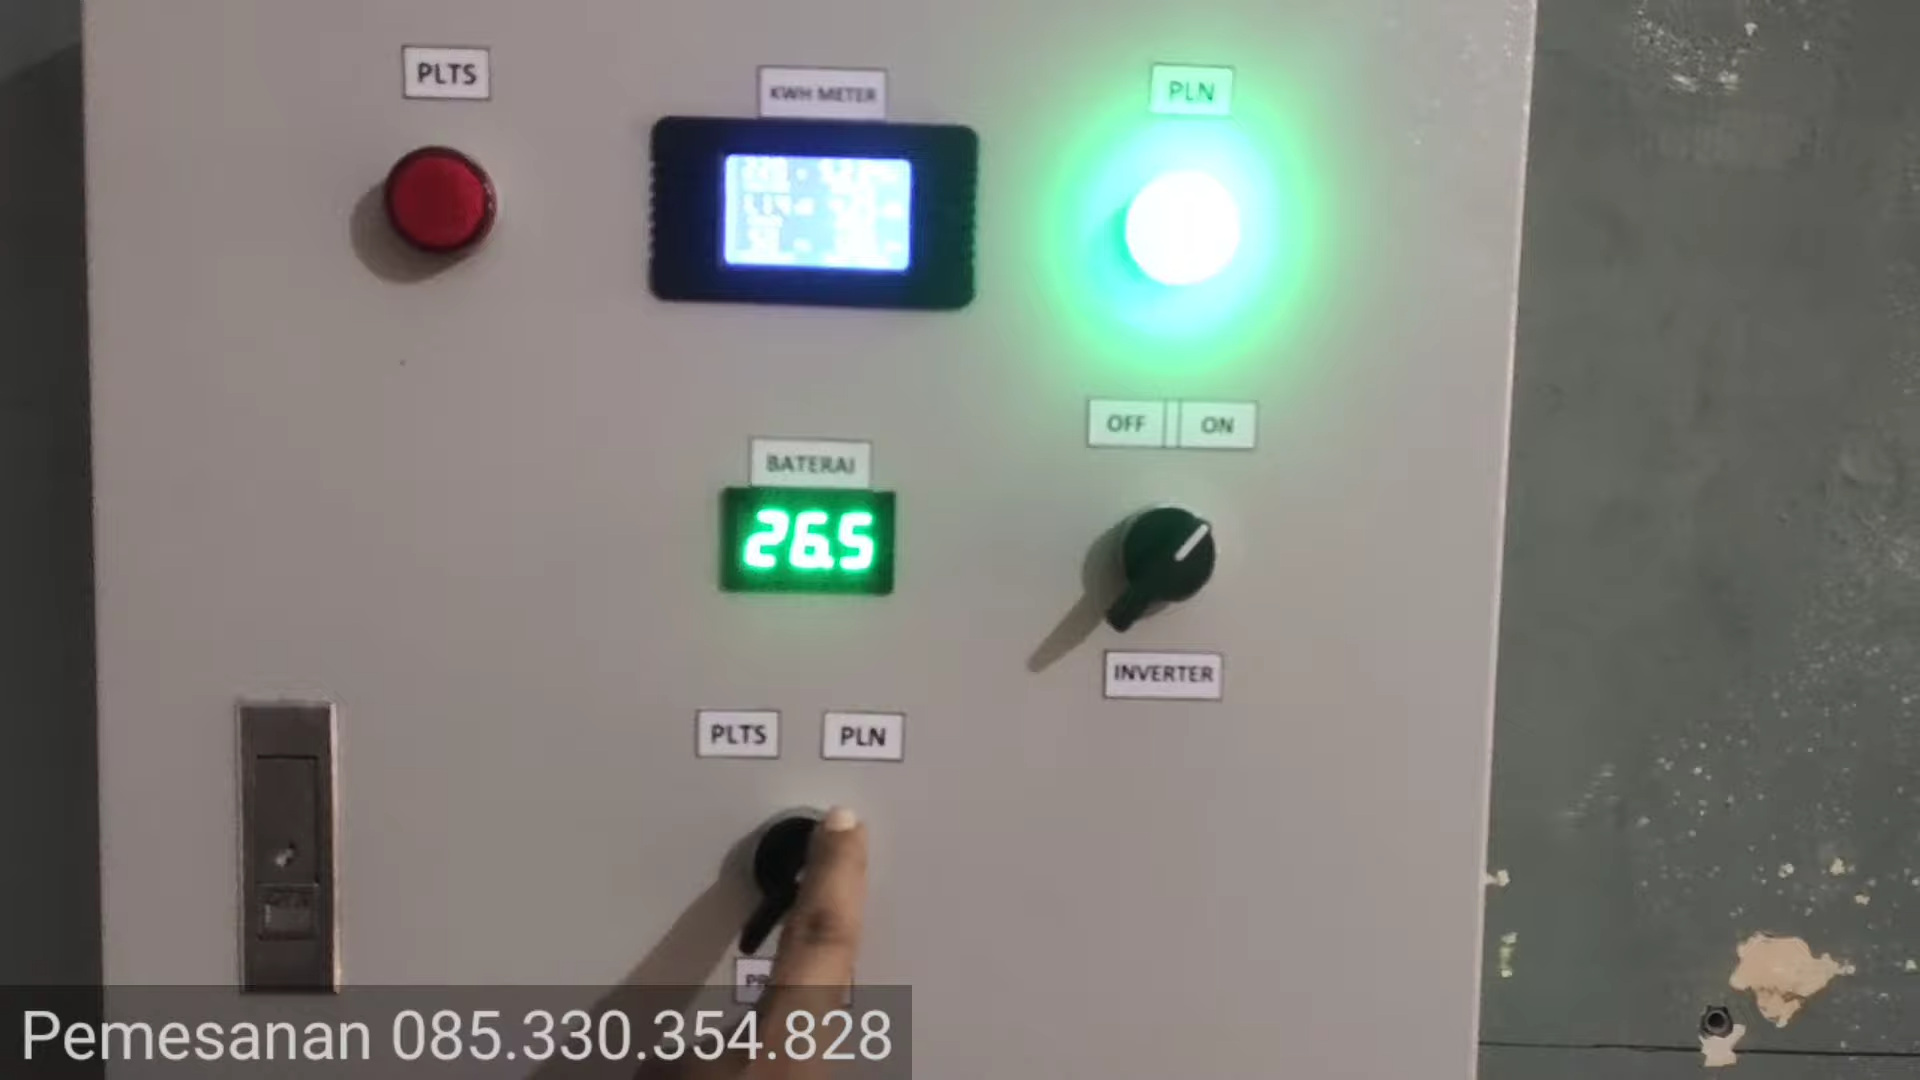 PLTS
KWH METER
PLN
OFF
ON
BATERAI
26.5
INVERTER
PLTS
PLN
Pemesanan 085.330.354.828